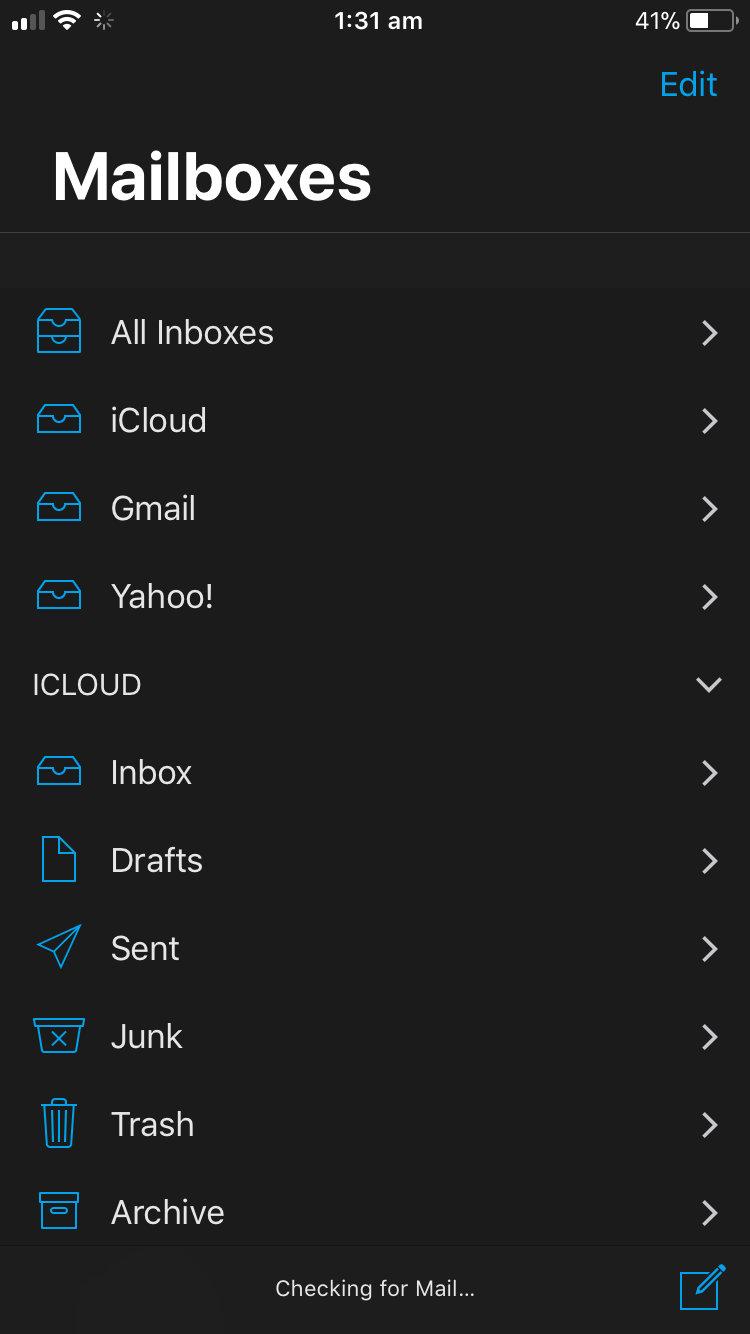 1:31 am 41%
Edit
Mailboxes
All Inboxes
iCloud
Gmail
Yahoo!
ICLOUD
Inbox
Drafts
Sent
Junk
Trash
Archive
Checking for Mail...